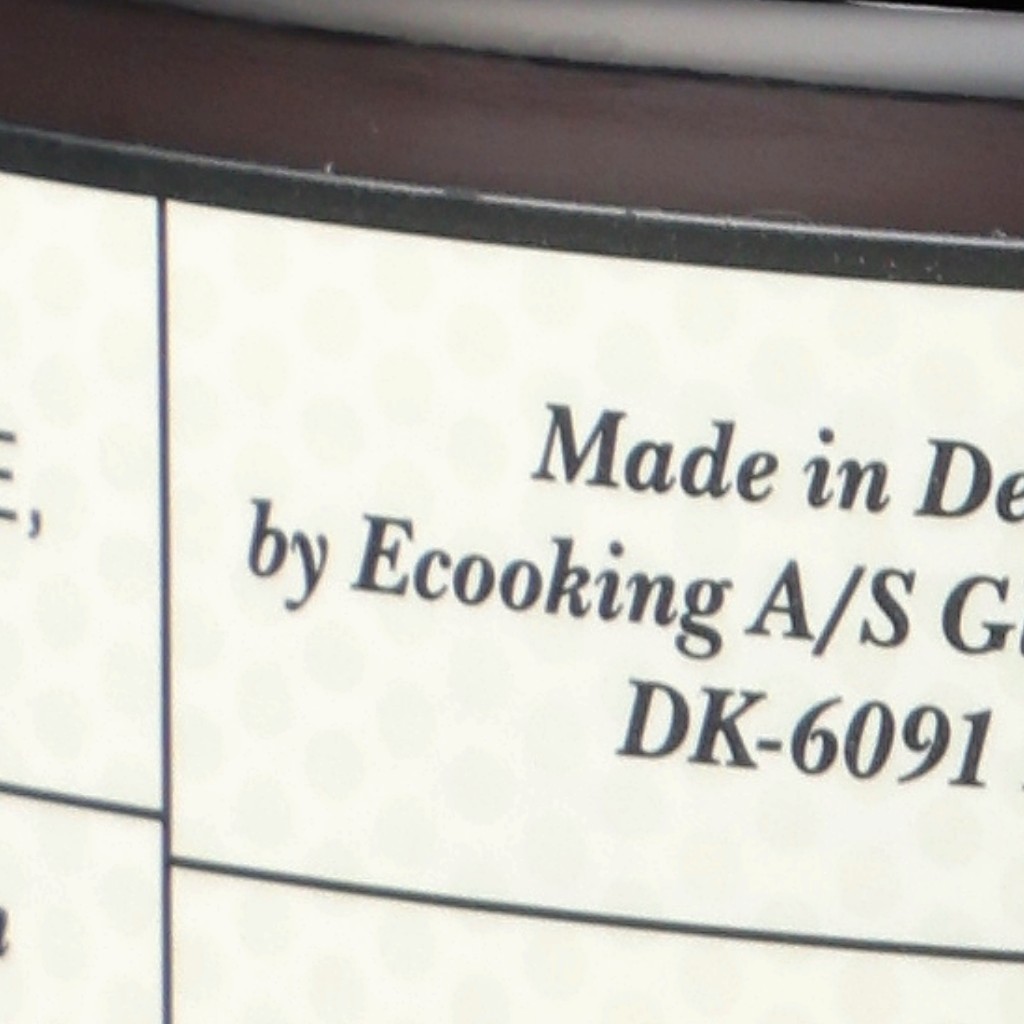 E,
Made in De
by Ecooking A/S G
DK-6091